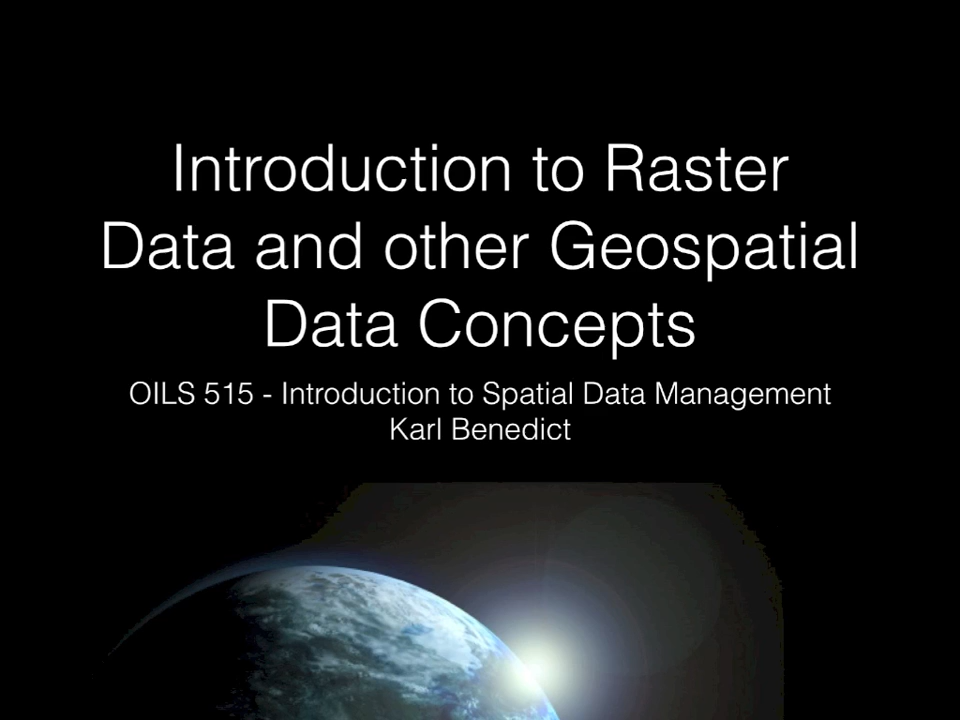 Introduction to Raster
Data and other Geospatial
Data Concepts
OILS 515 - Introduction to Spatial Data Management
Karl Benedict